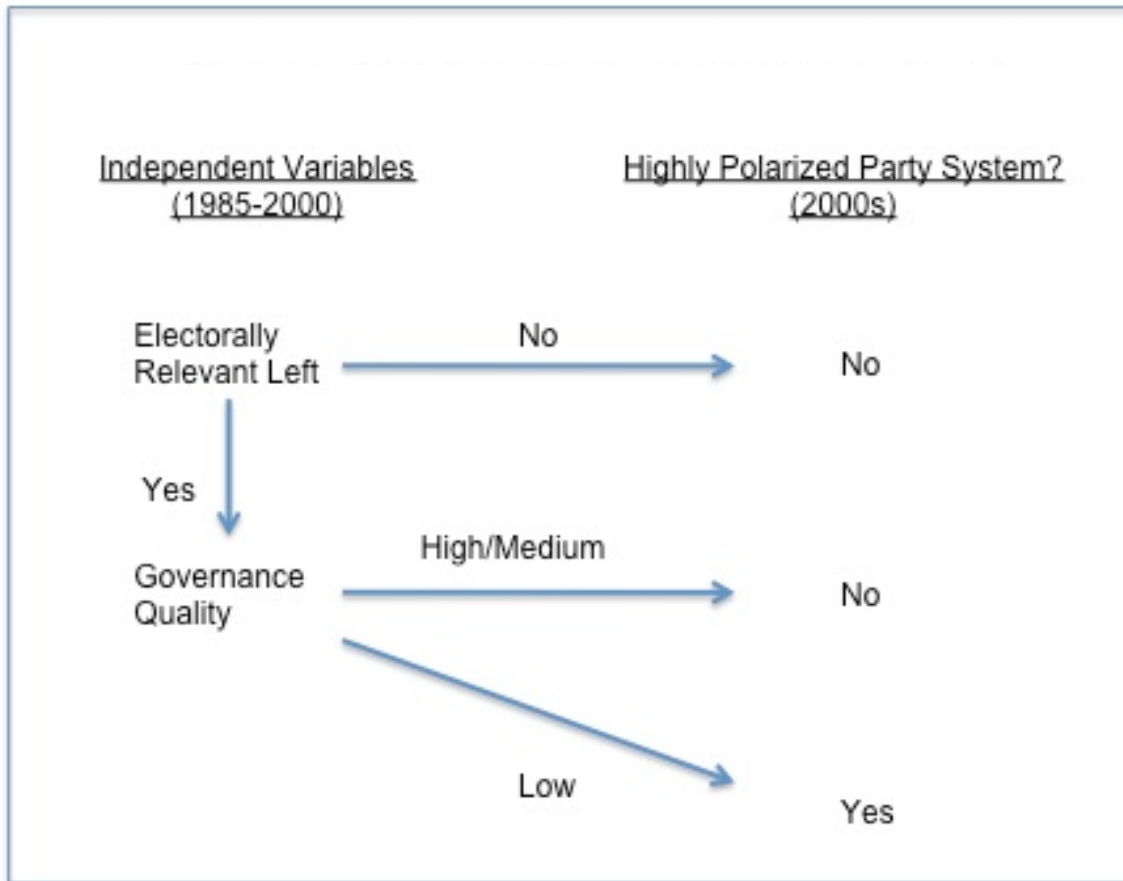 Independent Variables
(1985-2000)
Highly Polarized Party System?
(2000s)
Electorally
Relevant Left
No
No
Yes
Governance
Quality
High/Medium
No
Low
Yes